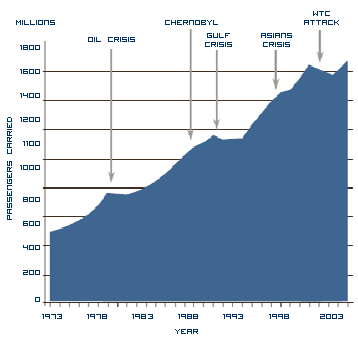 MILLIONS
OIL CRISIS
CHERNOBYL
GULF
CRISIS
ASIANS
CRISIS
WTC
ATTACK
1800
1600
1400
1200
1100
1000
800
600
400
200
0
PASSENGERS CARRIED
1973
1978
1983
1988
1993
1998
2003
YEAR